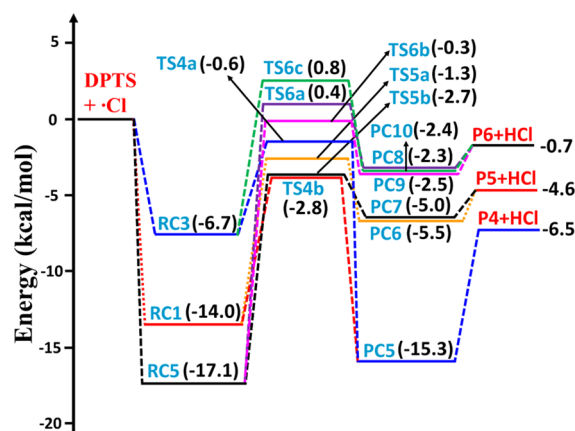 TS4a (-0.6)
TS6b (-0.3)
5
TS6c (0.8)
TS5a (-1.3)
DPTS
+ ·Cl
TS6a (0.4)
TS5b (-2.7)
0
PC10 (-2.4)
P6+HCl
-0.7
PC8 (-2.3)
TS4b
(-2.8)
PC9 (-2.5)
P5+HCl
-4.6
PC7 (-5.0)
-5
RC3 (-6.7)
PC6 (-5.5)
P4+HCl
-6.5
-10
RC1 (-14.0)
-15
PC5 (-15.3)
RC5 (-17.1)
-20
Energy (kcal/mol)